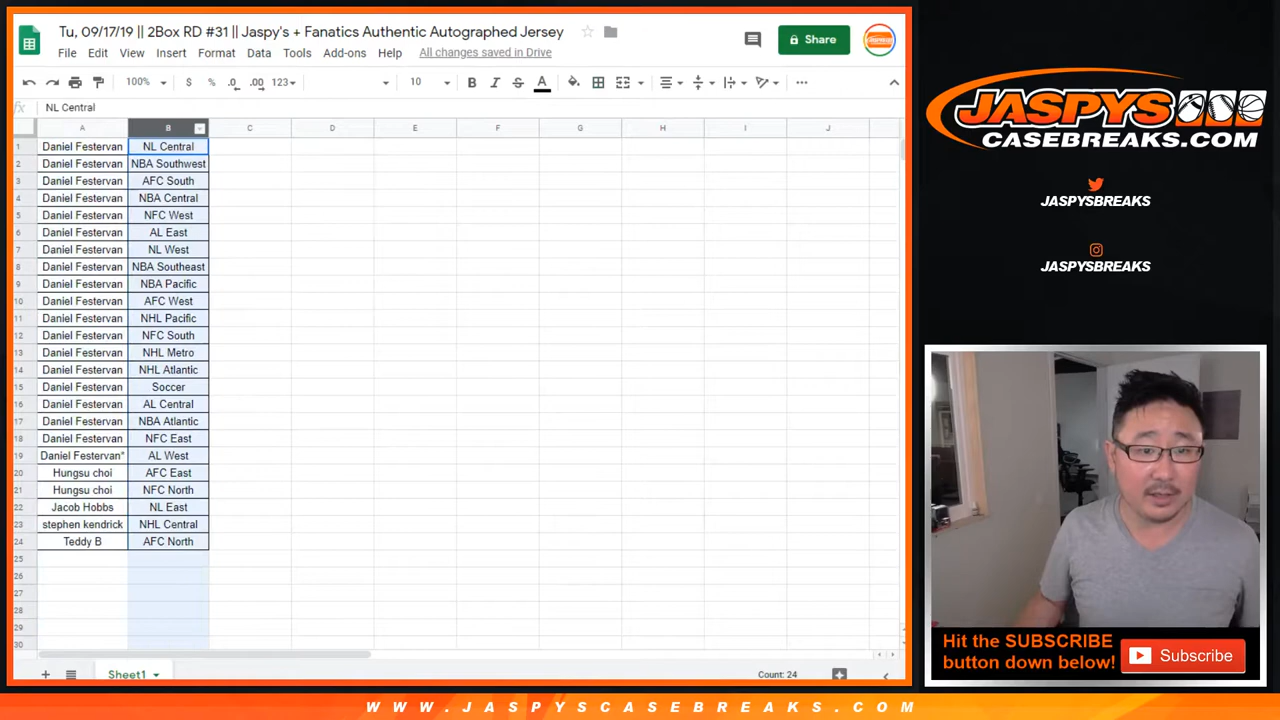 Tu, 09/17/19 || 2Box RD #31 || Jaspy's + Fanatics Authentic Autographed Jersey
File Edit View Insert Format Data Tools Add-ons Help All changes saved in Drive
Share
100% $ % .0 .00 123 10 B I S A
fx NL Central
A B C D E F G H I J
1 Daniel Festervan NL Central
2 Daniel Festervan NBA Southwest
3 Daniel Festervan AFC South
4 Daniel Festervan NBA Central
5 Daniel Festervan NFC West
6 Daniel Festervan AL East
7 Daniel Festervan NL West
8 Daniel Festervan NBA Southeast
9 Daniel Festervan NBA Pacific
10 Daniel Festervan AFC West
11 Daniel Festervan NHL Pacific
12 Daniel Festervan NFC South
13 Daniel Festervan NHL Metro
14 Daniel Festervan NHL Atlantic
15 Daniel Festervan Soccer
16 Daniel Festervan AL Central
17 Daniel Festervan NBA Atlantic
18 Daniel Festervan NFC East
19 Daniel Festervan* AL West
20 Hungsu choi AFC East
21 Hungsu choi NFC North
22 Jacob Hobbs NL East
23 stephen kendrick NHL Central
24 Teddy B AFC North
25
26
27
28
29
30
Sheet1
Count: 24
JASPYS
CASEBREAKS.COM
JASPYSBREAKS
JASPYSBREAKS
Hit the SUBSCRIBE
button down below!
Subscribe
WWW.JASPYSCASEBREAKS.COM